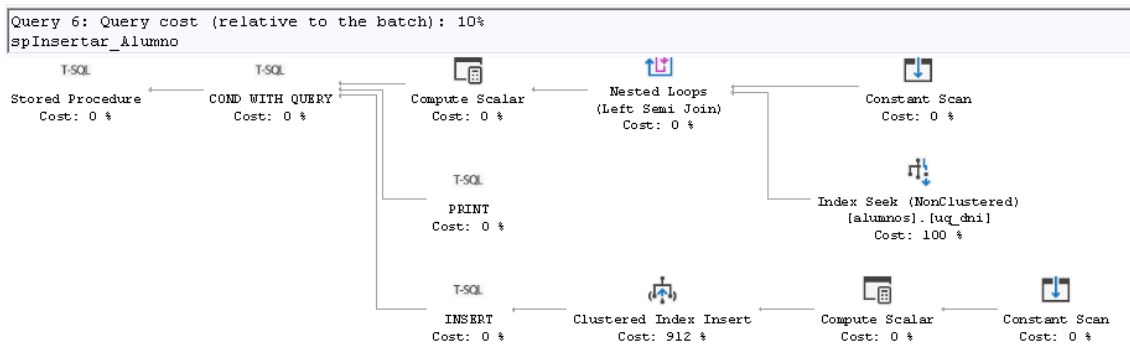 Query 6: Query cost (relative to the batch): 10%
spInsertar_Alumno
T-SQL
Stored Procedure
Cost: 0 %
T-SQL
COND WITH QUERY
Cost: 0 %
Compute Scalar
Cost: 0 %
Nested Loops
(Left Semi Join)
Cost: 0 %
Constant Scan
Cost: 0 %
T-SQL
PRINT
Cost: 0 %
Index Seek (NonClustered)
[alumnos].[uq_dni]
Cost: 100 %
T-SQL
INSERT
Cost: 0 %
Clustered Index Insert
Cost: 912 %
Compute Scalar
Cost: 0 %
Constant Scan
Cost: 0 %